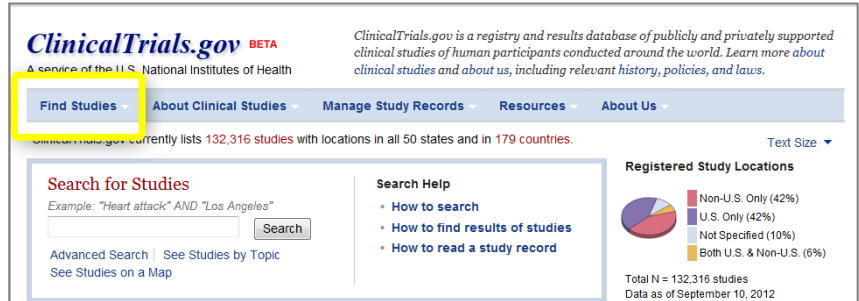 ClinicalTrials.gov BETA
A service of the U.S. National Institutes of Health
ClinicalTrials.gov is a registry and results database of publicly and privately supported
clinical studies of human participants conducted around the world. Learn more about
clinical studies and about us, including relevant history, policies, and laws.
Find Studies About Clinical Studies Manage Study Records Resources About Us
ClinicalTrials.gov currently lists 132,316 studies with locations in all 50 states and in 179 countries.
Text Size
Search for Studies
Example: "Heart attack" AND "Los Angeles"
Search
Advanced Search See Studies by Topic
See Studies on a Map
Search Help
• How to search
• How to find results of studies
• How to read a study record
Registered Study Locations
Non-U.S. Only (42%)
U.S. Only (42%)
Not Specified (10%)
Both U.S. & Non-U.S. (6%)
Total N = 132,316 studies
Data as of September 10, 2012